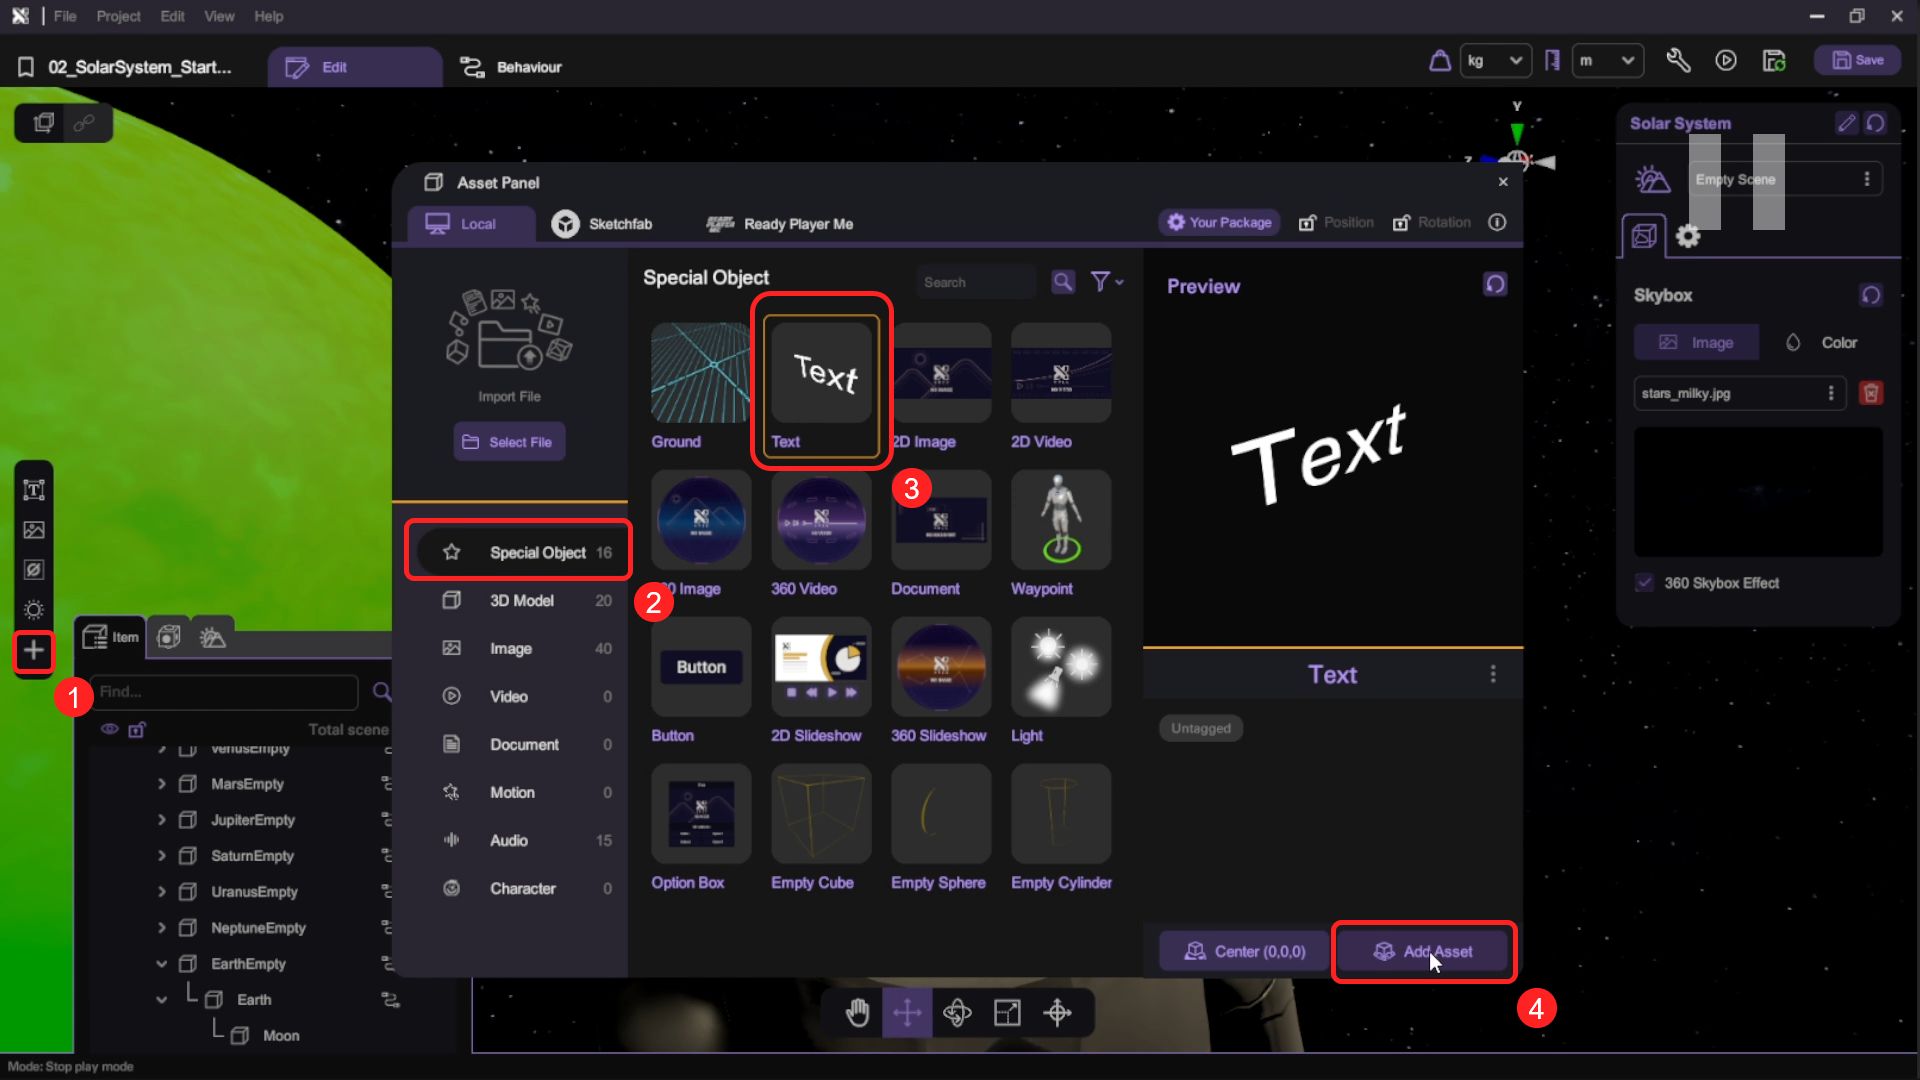 File Project Edit View Help
02_SolarSystem_Start... Edit Behaviour kg m Save
Y
Z
Solar System
Empty Scene
Asset Panel
Local Sketchfab Ready Player Me Your Package Position Rotation
Special Object Search Preview
Skybox
Image Color
stars_milky.jpg
360 Skybox Effect
Import File
Select File
Text
Text
Ground Text 2D Image 2D Video
3
Special Object 16
2
3D Model 20
Image 40
Video 0
Document 0
Motion 0
Audio 15
Character 0
Image 360 Video Document Waypoint
Button
Button 2D Slideshow 360 Slideshow Light
Option Box Empty Cube Empty Sphere Empty Cylinder
Text
Untagged
Center (0,0,0) Add Asset
4
Item
1
Find...
Total scene
VenusEmpty
MarsEmpty
JupiterEmpty
SaturnEmpty
UranusEmpty
NeptuneEmpty
EarthEmpty
Earth
Moon
Mode: Stop play mode